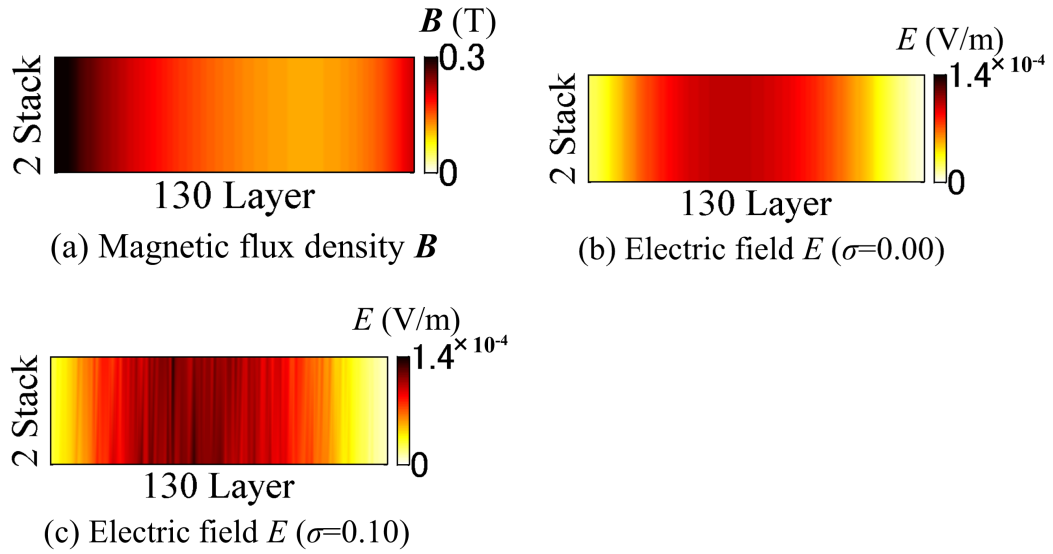 B (T)
0.3
0
2 Stack
130 Layer
(a) Magnetic flux density B
E (V/m)
1.4× 10⁻⁴
0
2 Stack
130 Layer
(b) Electric field E (σ=0.00)
E (V/m)
1.4× 10⁻⁴
0
2 Stack
130 Layer
(c) Electric field E (σ=0.10)